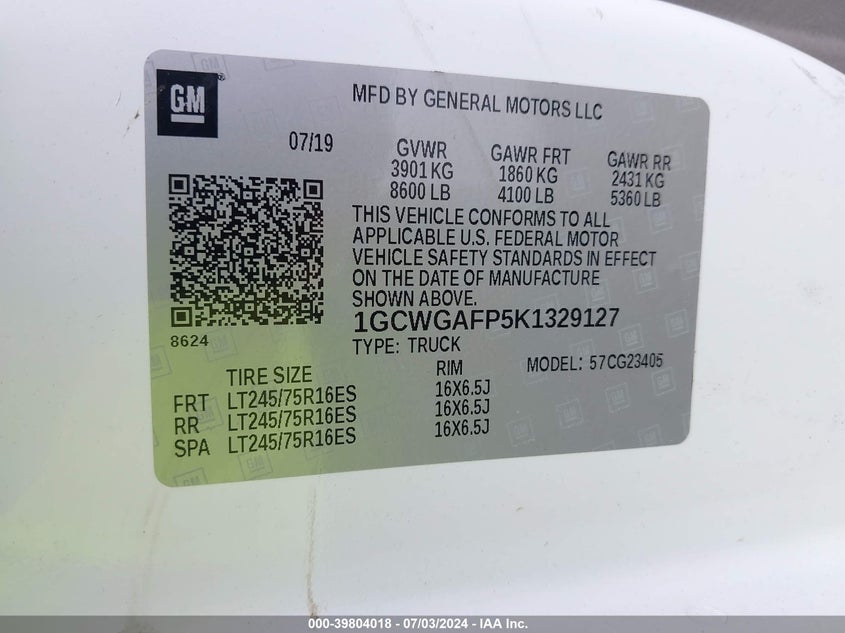 GM
MFD BY GENERAL MOTORS LLC
07/19
GVWR GAWR FRT GAWR RR
3901 KG 1860 KG 2431 KG
8600 LB 4100 LB 5360 LB
THIS VEHICLE CONFORMS TO ALL
APPLICABLE U.S. FEDERAL MOTOR
VEHICLE SAFETY STANDARDS IN EFFECT
ON THE DATE OF MANUFACTURE
SHOWN ABOVE.
1GCWGAFP5K1329127
8624
TYPE: TRUCK MODEL: 57CG23405
TIRE SIZE RIM
FRT LT245/75R16ES 16X6.5J
RR LT245/75R16ES 16X6.5J
SPA LT245/75R16ES 16X6.5J
000-39804018 - 07/03/2024 - IAA Inc.